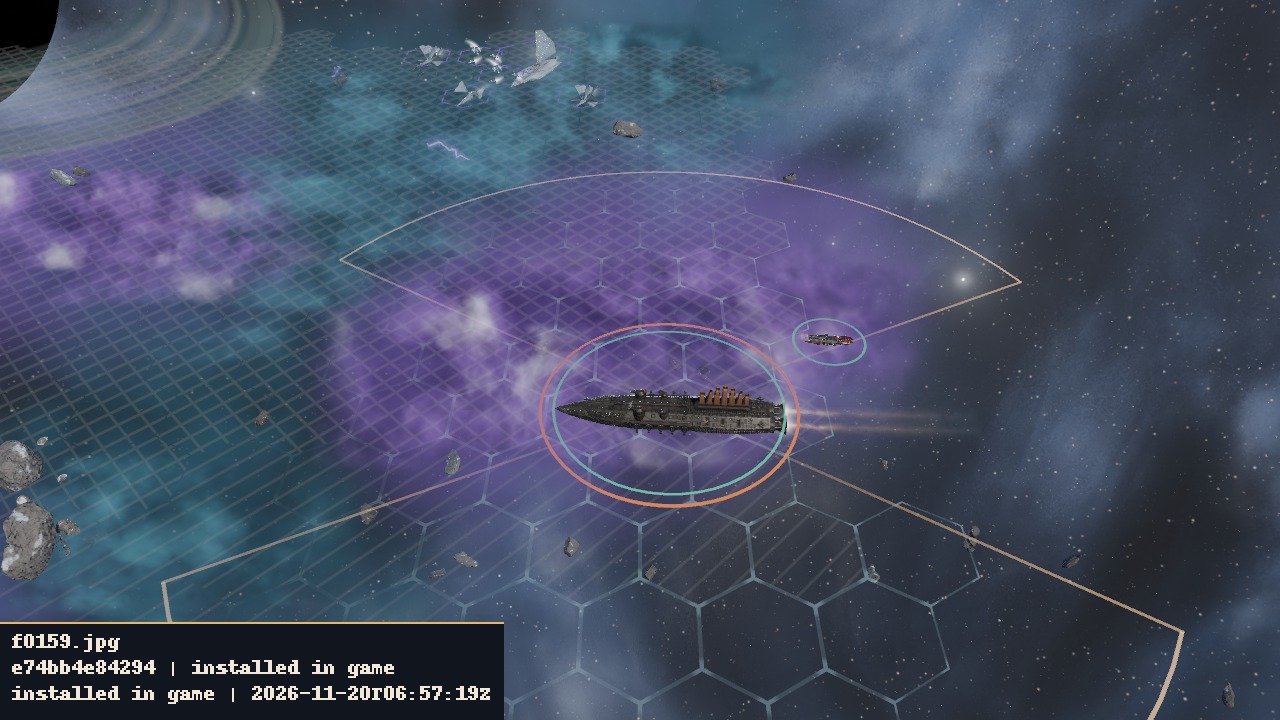 f0159.jpg
e74bb4e84294 | installed in game
installed in game | 2026-11-20T06:57:19z